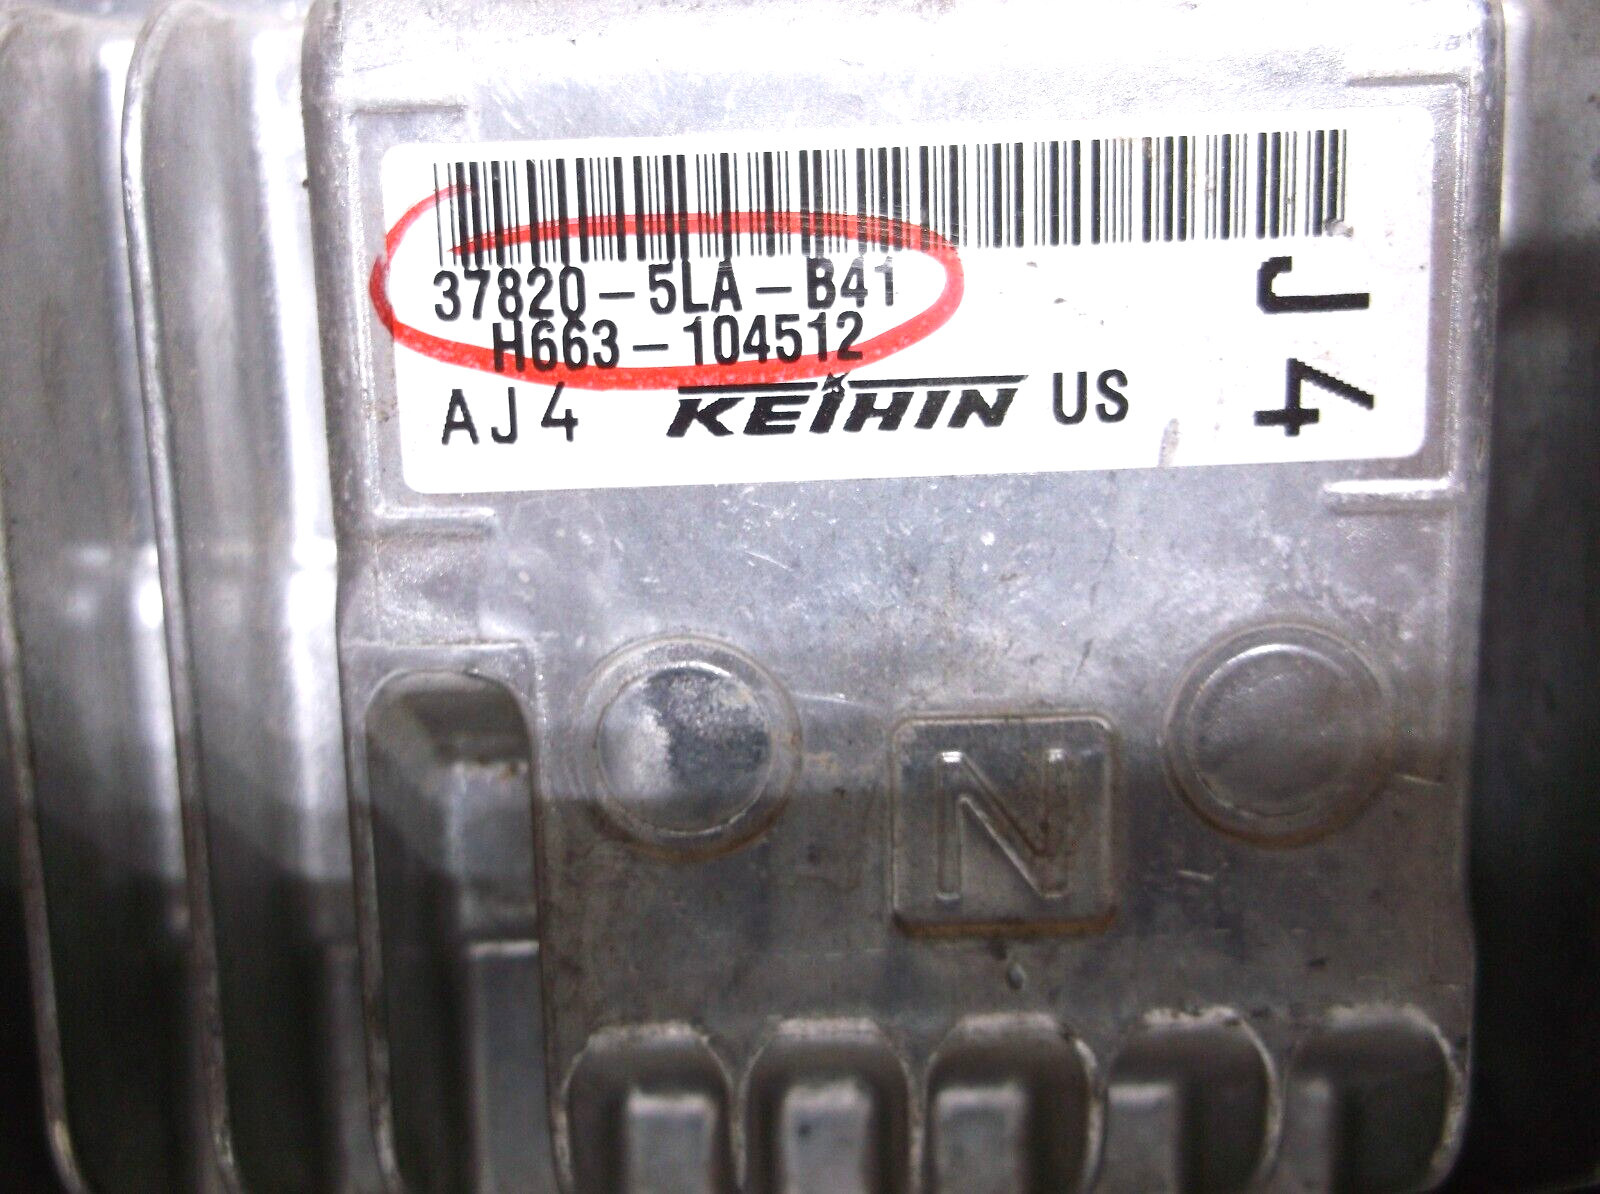 37820-5LA-B41
H663-104512
AJ4 KEIHIN US
J4
N